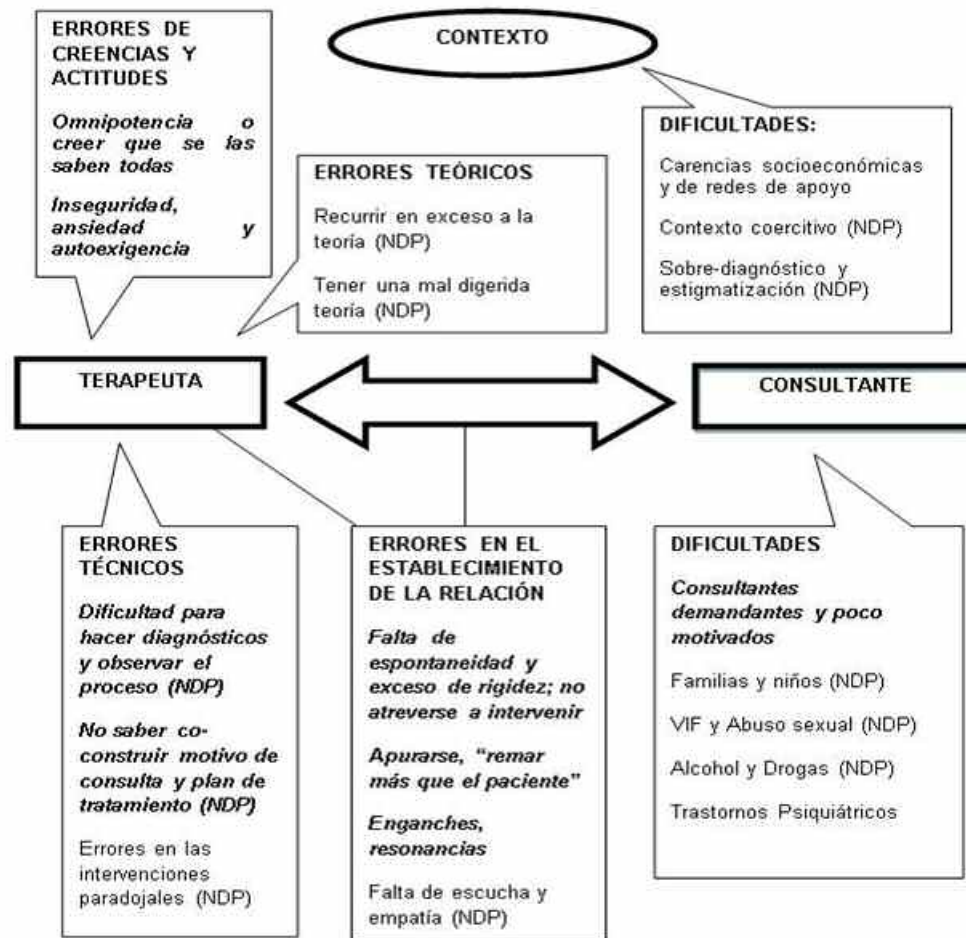 ERRORES DE
CREENCIAS Y
ACTITUDES
Omnipotencia o
creer que se las
saben todas
Inseguridad,
ansiedad y
autoexigencia
CONTEXTO
ERRORES TEÓRICOS
Recurrir en exceso a la
teoría (NDP)
Tener una mal digerida
teoría (NDP)
DIFICULTADES:
Carencias socioeconómicas
y de redes de apoyo
Contexto coercitivo (NDP)
Sobre-diagnóstico y
estigmatización (NDP)
TERAPEUTA
CONSULTANTE
ERRORES
TÉCNICOS
Dificultad para
hacer diagnósticos
y observar el
proceso (NDP)
No saber co-
construir motivo de
consulta y plan de
tratamiento (NDP)
Errores en las
intervenciones
paradojales (NDP)
ERRORES EN EL
ESTABLECIMIENTO
DE LA RELACIÓN
Falta de
espontaneidad y
exceso de rigidez; no
atreverse a intervenir
Apurarse, “remar
más que el paciente”
Enganches,
resonancias
Falta de escucha y
empatía (NDP)
DIFICULTADES
Consultantes
demandantes y poco
motivados
Familias y niños (NDP)
VIF y Abuso sexual (NDP)
Alcohol y Drogas (NDP)
Trastornos Psiquiátricos